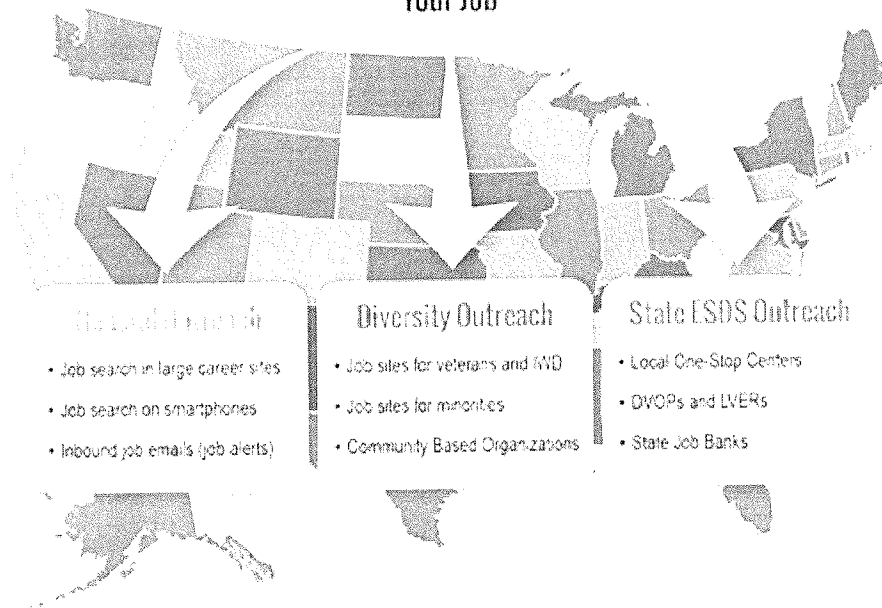 Your Job
• Job search in large career sites
• Job search on smartphones
• Inbound job emails (job alerts)
Diversity Outreach
• Job sites for veterans and IWD
• Job sites for minorities
• Community Based Organizations
State ESDS Outreach
• Local One-Stop Centers
• DVOPs and LVERs
• State Job Banks